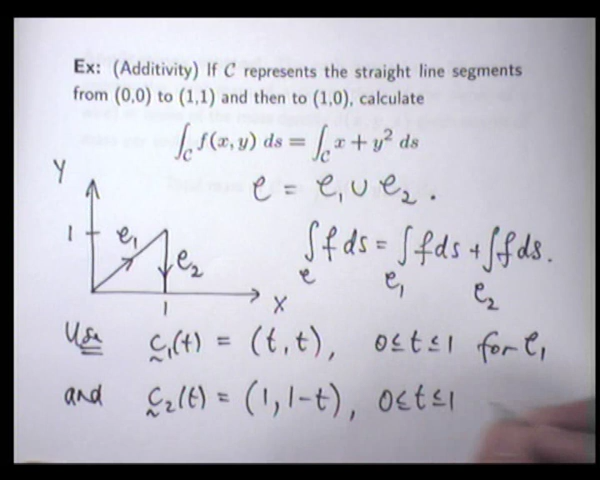 Ex: (Additivity) If C represents the straight line segments
from (0,0) to (1,1) and then to (1,0), calculate
∫_C f(x, y) ds = ∫_C x + y² ds
C = C₁ ∪ C₂ .
Y
1
C₁
C₂
1
X
∫_C f ds = ∫_C₁ f ds + ∫_C₂ f ds.
Use c₁(t) = (t, t), 0 ≤ t ≤ 1 for C₁
and c₂(t) = (1, 1-t), 0 ≤ t ≤ 1